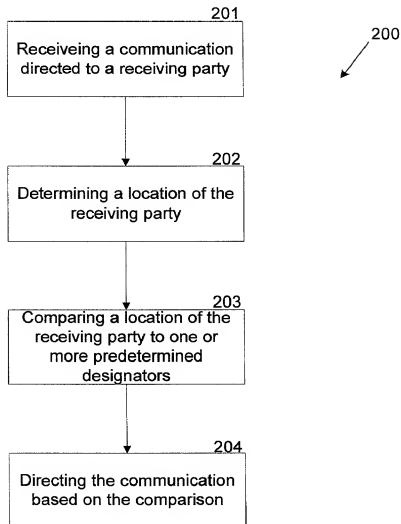 201
Receiveing a communication
directed to a receiving party
200
202
Determining a location of the
receiving party
203
Comparing a location of the
receiving party to one or
more predetermined
designators
204
Directing the communication
based on the comparison